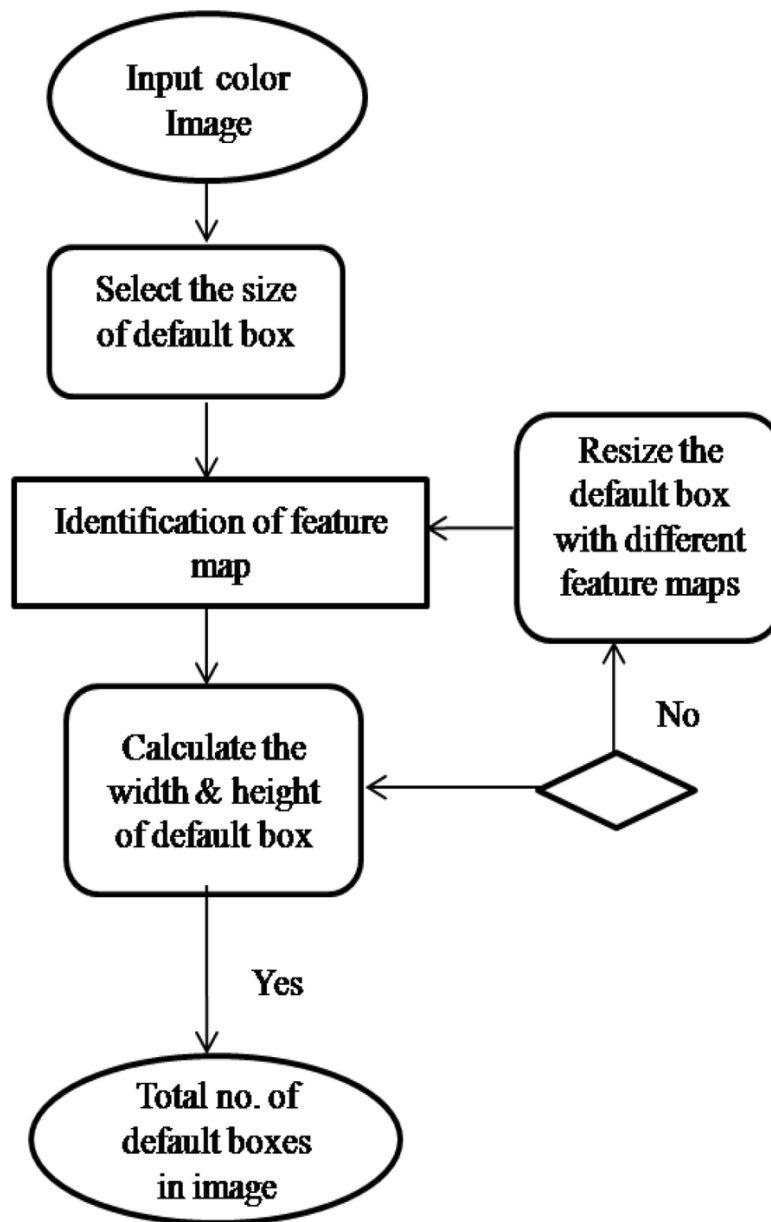 Input color
Image
Select the size
of default box
Identification of feature
map
Resize the
default box
with different
feature maps
No
Calculate the
width & height
of default box
Yes
Total no. of
default boxes
in image